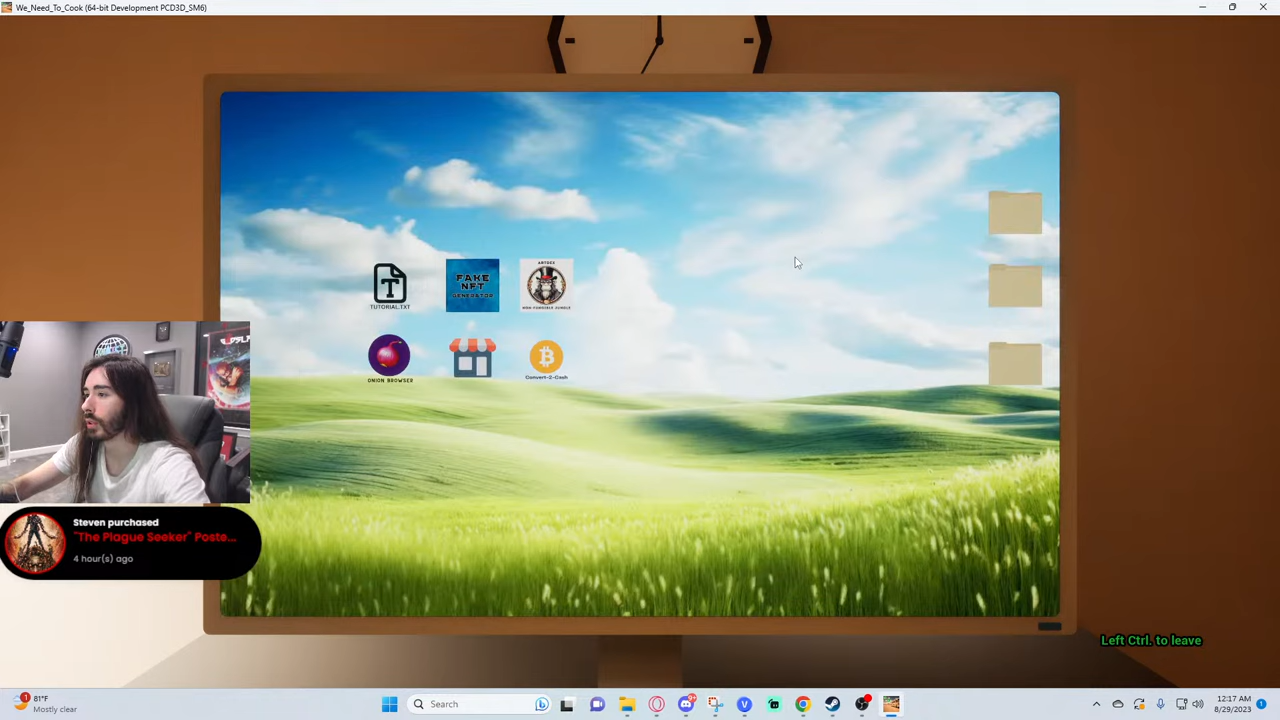 We_Need_To_Cook (64-bit Development PCD3D_SM6)
TUTORIAL.TXT
FAKE
NFT
GENERATOR
ONION BROWSER
Convert-2-Cash
Steven purchased
"The Plague Seeker" Poste...
4 hour(s) ago
Left Ctrl. to leave
81°F
Mostly clear
Search
12:17 AM
8/29/2023